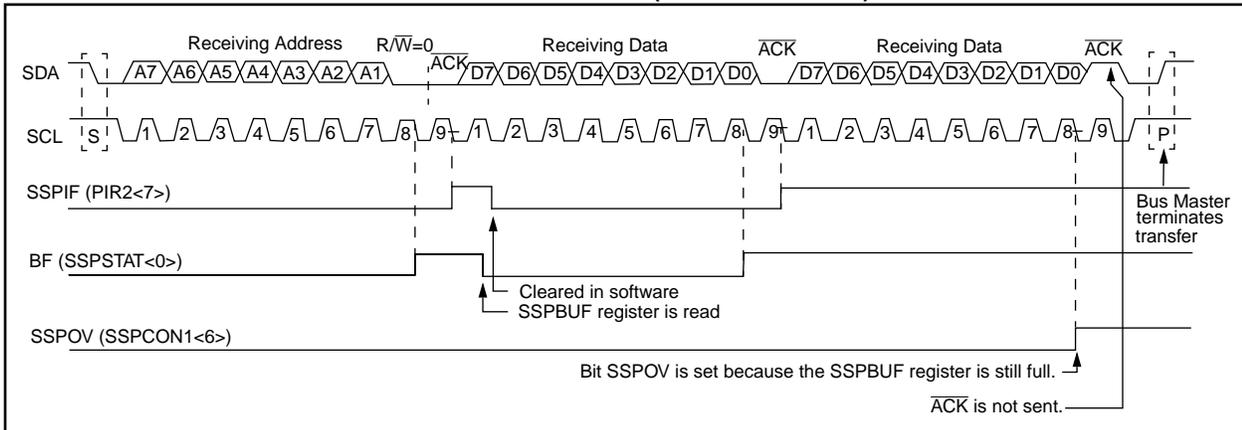 Receiving Address R/W̅=0 Receiving Data A̅C̅K̅ Receiving Data A̅C̅K̅
A̅C̅K̅
SDA A7 A6 A5 A4 A3 A2 A1 D7 D6 D5 D4 D3 D2 D1 D0 D7 D6 D5 D4 D3 D2 D1 D0
SCL S 1 2 3 4 5 6 7 8 9 1 2 3 4 5 6 7 8 9 1 2 3 4 5 6 7 8 9 P
SSPIF (PIR2<7>)
Bus Master
terminates
transfer
BF (SSPSTAT<0>)
Cleared in software
SSPBUF register is read
SSPOV (SSPCON1<6>)
Bit SSPOV is set because the SSPBUF register is still full.
A̅C̅K̅ is not sent.